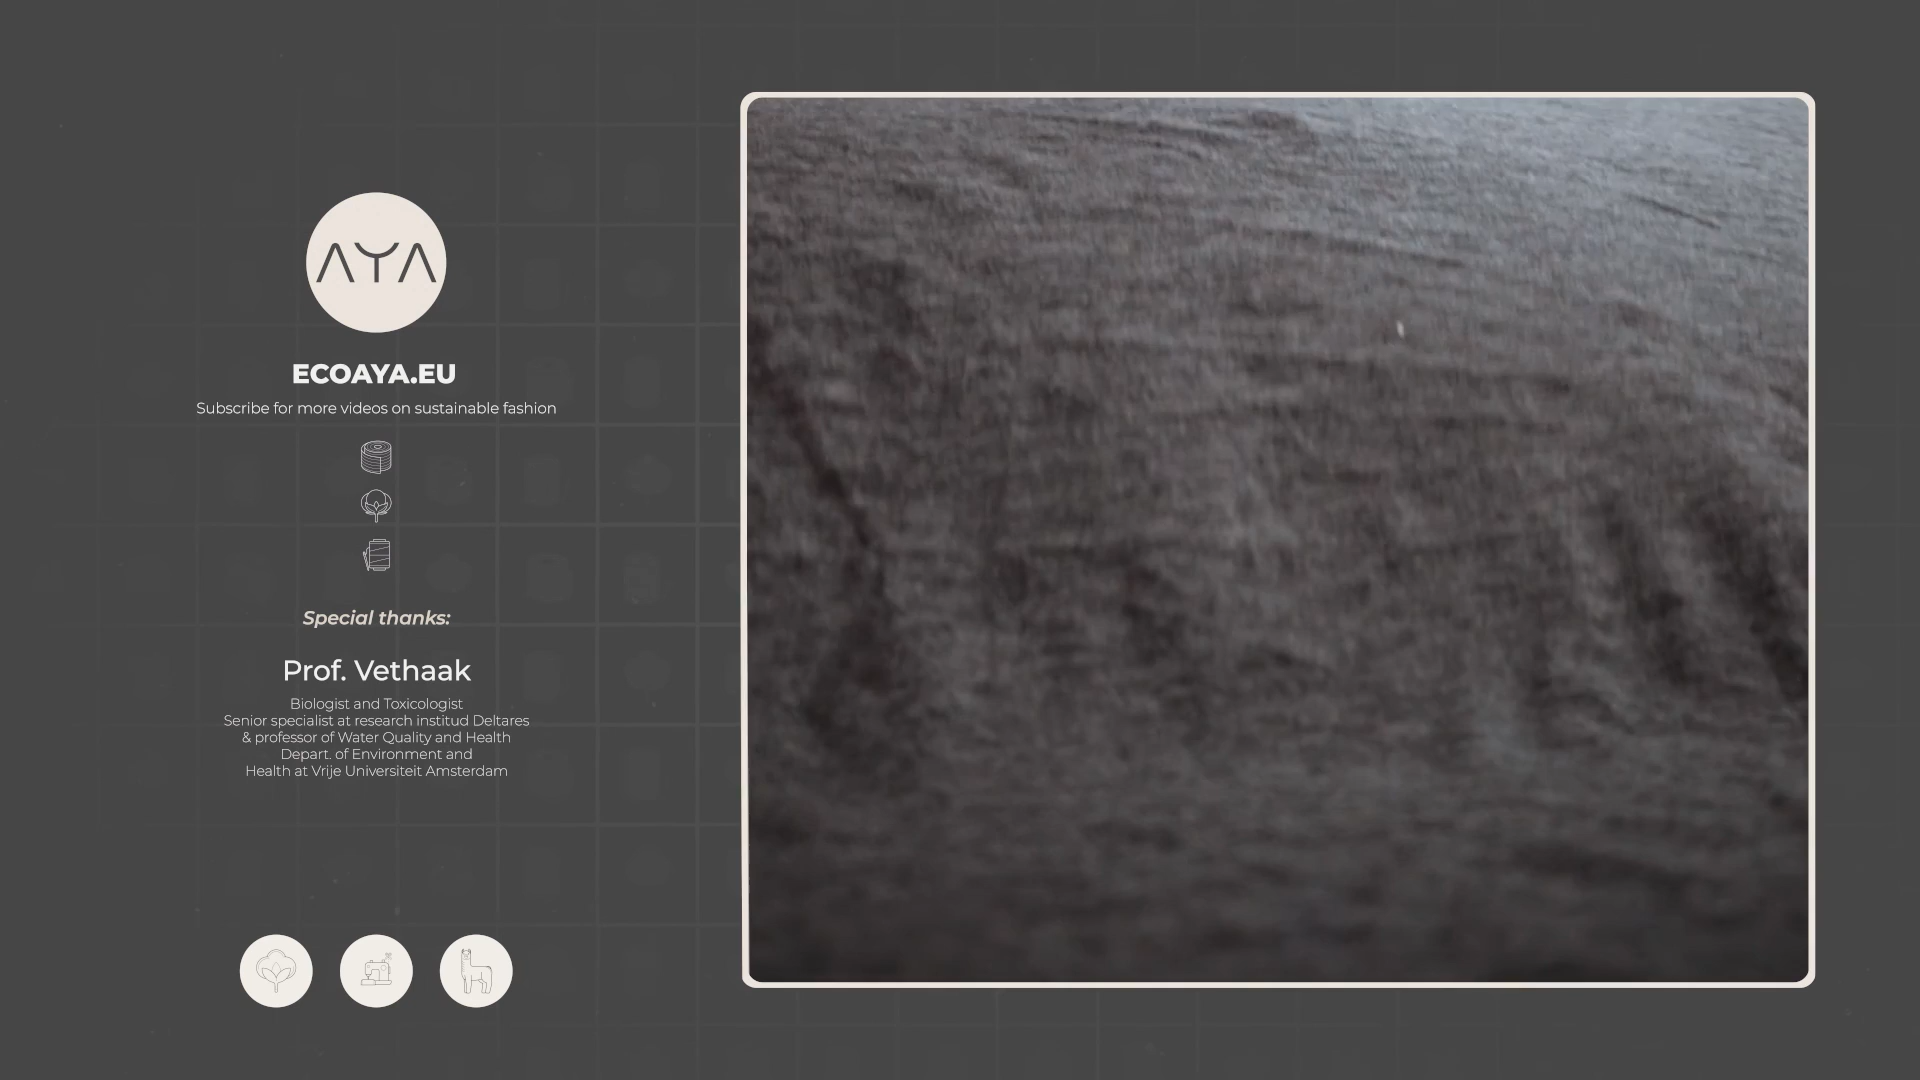 AYA
ECOAYA.EU
Subscribe for more videos on sustainable fashion
Special thanks:
Prof. Vethaak
Biologist and Toxicologist
Senior specialist at research institud Deltares
& professor of Water Quality and Health
Depart. of Environment and
Health at Vrije Universiteit Amsterdam